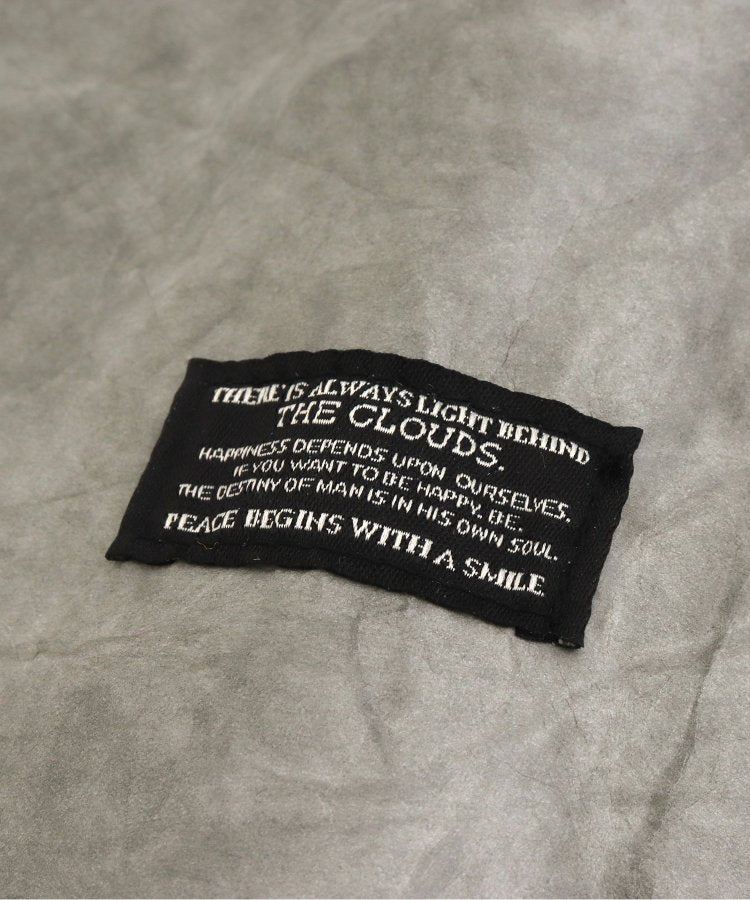 THERE'IS ALWAYS LIGHT BEHIND
THE CLOUDS.
HAPPINESS DEPENDS UPON OURSELVES.
IF YOU WANT TO BE HAPPY, BE.
THE DESTINY OF MAN IS IN HIS OWN SOUL.
PEACE BEGINS WITH A SMILE